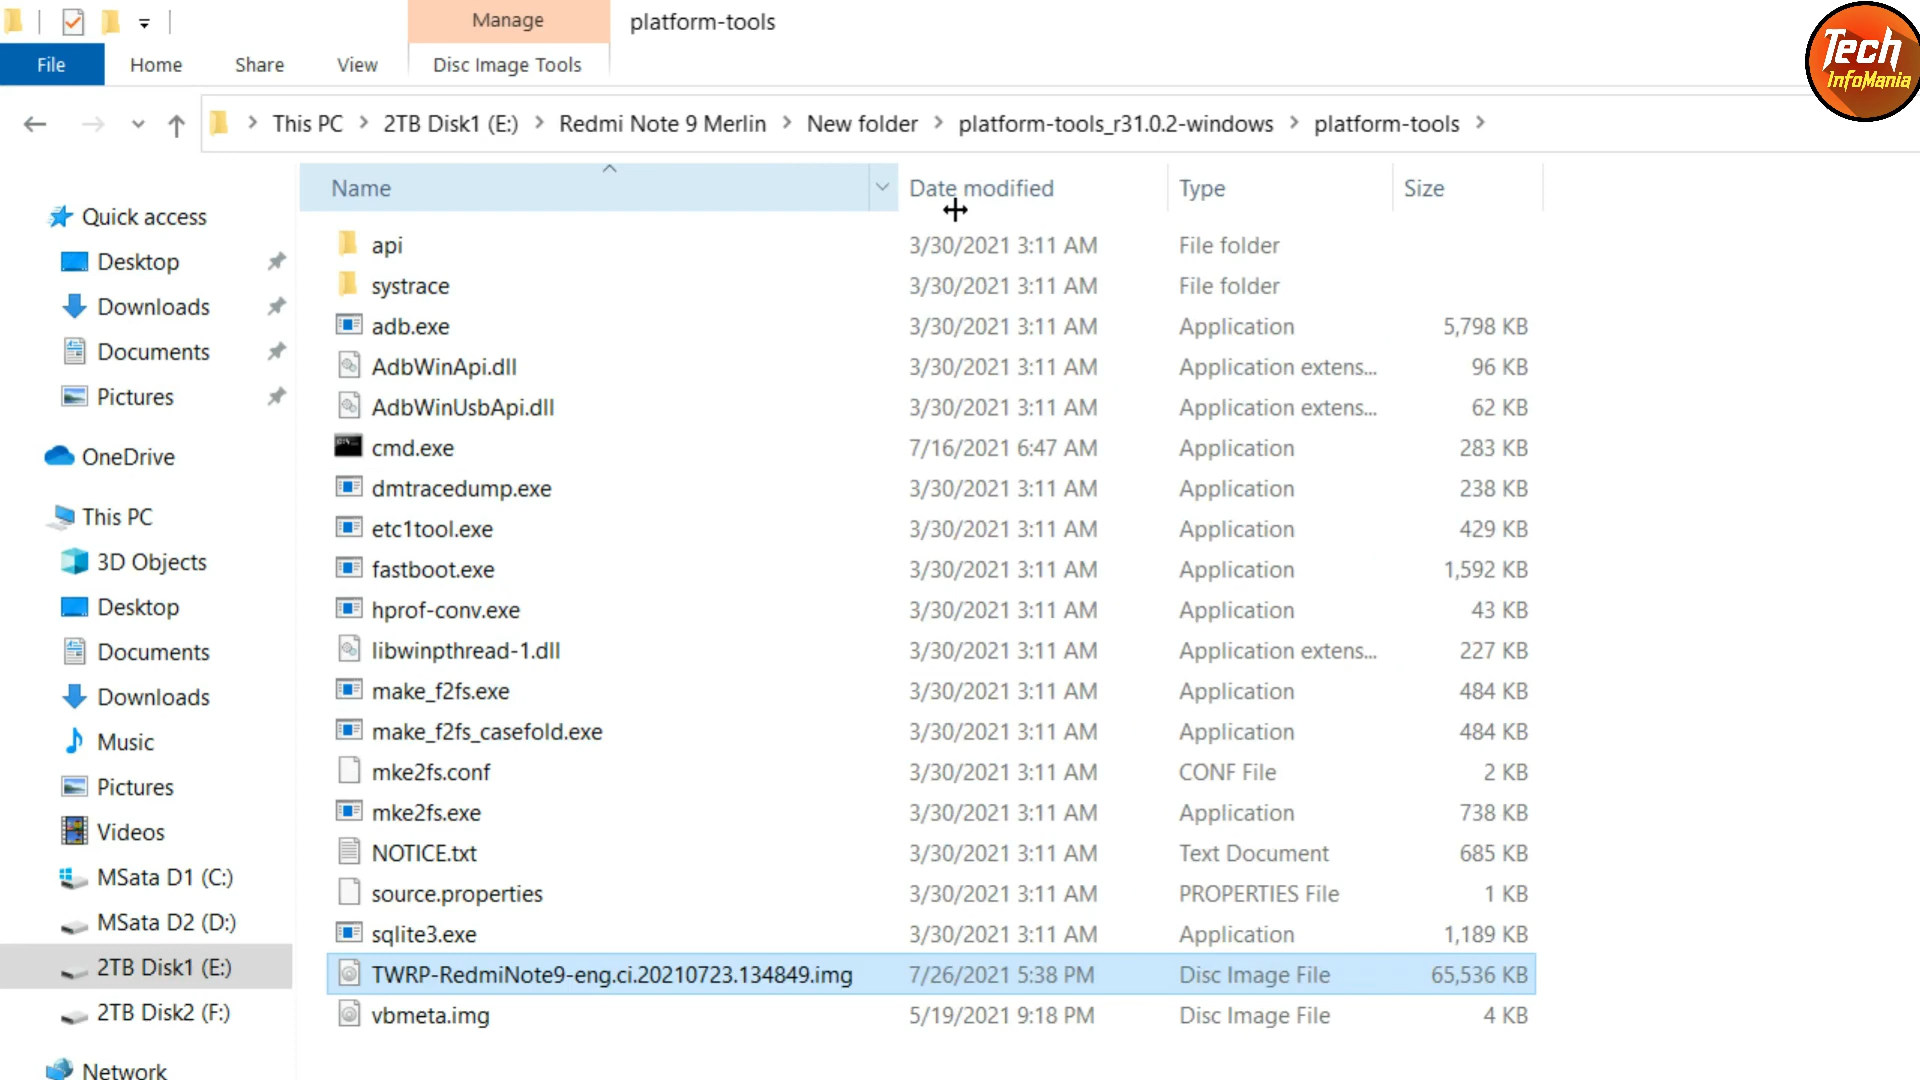 Manage
platform-tools
File
Home
Share
View
Disc Image Tools
Tech
InfoMania
This PC
2TB Disk1 (E:)
Redmi Note 9 Merlin
New folder
platform-tools_r31.0.2-windows
platform-tools
Name
Date modified
Type
Size
Quick access
Desktop
Downloads
Documents
Pictures
OneDrive
This PC
3D Objects
Desktop
Documents
Downloads
Music
Pictures
Videos
MSata D1 (C:)
MSata D2 (D:)
2TB Disk1 (E:)
2TB Disk2 (F:)
Network
api 3/30/2021 3:11 AM File folder
systrace 3/30/2021 3:11 AM File folder
adb.exe 3/30/2021 3:11 AM Application 5,798 KB
AdbWinApi.dll 3/30/2021 3:11 AM Application extens... 96 KB
AdbWinUsbApi.dll 3/30/2021 3:11 AM Application extens... 62 KB
cmd.exe 7/16/2021 6:47 AM Application 283 KB
dmtracedump.exe 3/30/2021 3:11 AM Application 238 KB
etc1tool.exe 3/30/2021 3:11 AM Application 429 KB
fastboot.exe 3/30/2021 3:11 AM Application 1,592 KB
hprof-conv.exe 3/30/2021 3:11 AM Application 43 KB
libwinpthread-1.dll 3/30/2021 3:11 AM Application extens... 227 KB
make_f2fs.exe 3/30/2021 3:11 AM Application 484 KB
make_f2fs_casefold.exe 3/30/2021 3:11 AM Application 484 KB
mke2fs.conf 3/30/2021 3:11 AM CONF File 2 KB
mke2fs.exe 3/30/2021 3:11 AM Application 738 KB
NOTICE.txt 3/30/2021 3:11 AM Text Document 685 KB
source.properties 3/30/2021 3:11 AM PROPERTIES File 1 KB
sqlite3.exe 3/30/2021 3:11 AM Application 1,189 KB
TWRP-RedmiNote9-eng.ci.20210723.134849.img 7/26/2021 5:38 PM Disc Image File 65,536 KB
vbmeta.img 5/19/2021 9:18 PM Disc Image File 4 KB